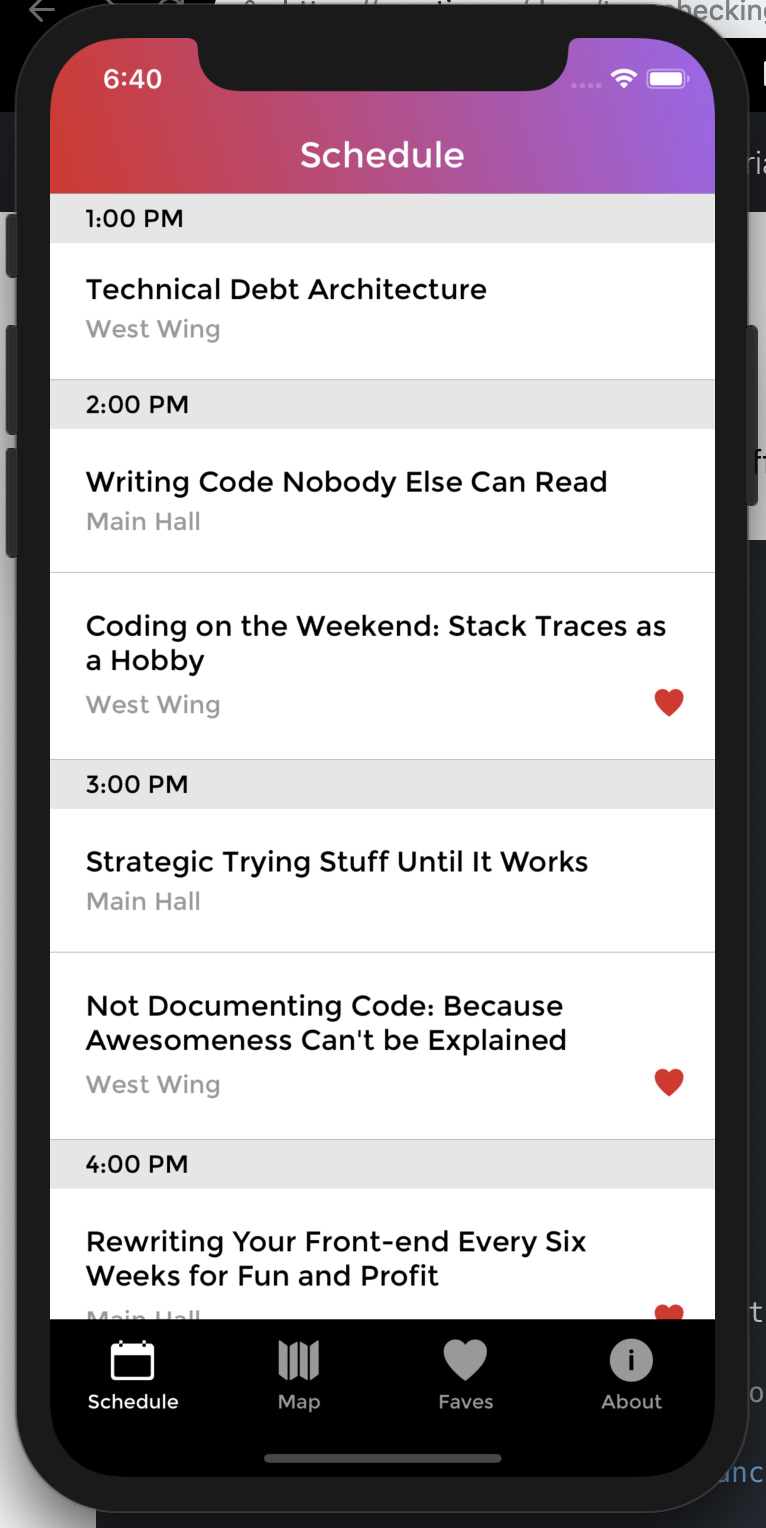 6:40
Schedule
1:00 PM
Technical Debt Architecture
West Wing
2:00 PM
Writing Code Nobody Else Can Read
Main Hall
Coding on the Weekend: Stack Traces as
a Hobby
West Wing
3:00 PM
Strategic Trying Stuff Until It Works
Main Hall
Not Documenting Code: Because
Awesomeness Can't be Explained
West Wing
4:00 PM
Rewriting Your Front-end Every Six
Weeks for Fun and Profit
Main Hall
Schedule
Map
Faves
About